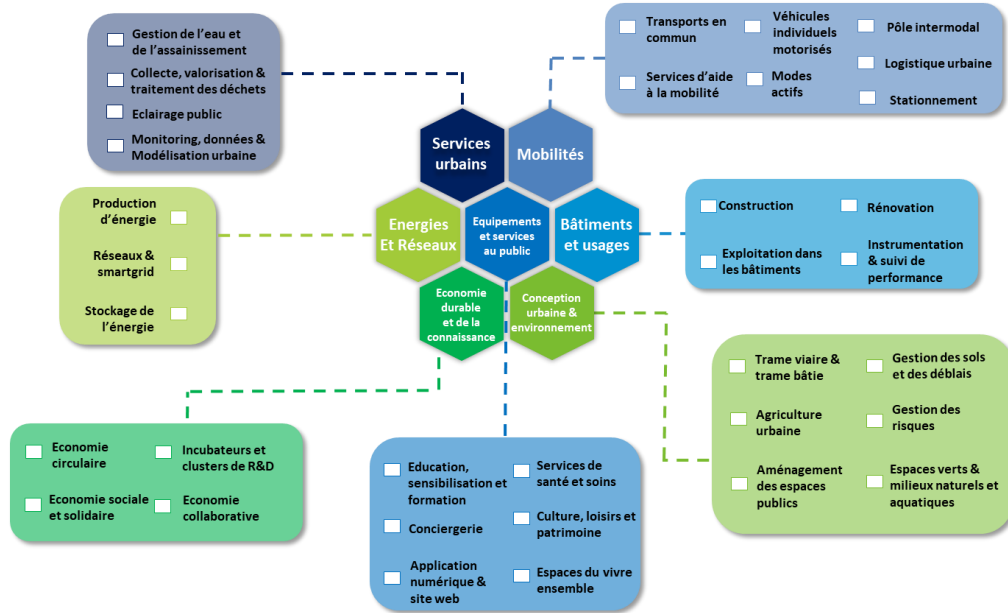 Gestion de l'eau et
de l'assainissement
Collecte, valorisation &
traitement des déchets
Eclairage public
Monitoring, données &
Modélisation urbaine
Transports en
commun
Véhicules
individuels
motorisés
Pôle intermodal
Services d'aide
à la mobilité
Modes
actifs
Logistique urbaine
Stationnement
Services
urbains
Mobilités
Energies
Et Réseaux
Equipements
et services
au public
Bâtiments
et usages
Economie
durable
et de la
connaissance
Conception
urbaine &
environnement
Production
d'énergie
Réseaux &
smartgrid
Stockage de
l'énergie
Construction
Rénovation
Exploitation dans
les bâtiments
Instrumentation
& suivi de
performance
Trame viaire &
trame bâtie
Gestion des sols
et des déblais
Agriculture
urbaine
Gestion des
risques
Aménagement
des espaces
publics
Espaces verts &
milieux naturels et
aquatiques
Economie
circulaire
Incubateurs et
clusters de R&D
Economie sociale
et solidaire
Economie
collaborative
Education,
sensibilisation et
formation
Services de
santé et soins
Conciergerie
Culture, loisirs et
patrimoine
Application
numérique &
site web
Espaces du vivre
ensemble